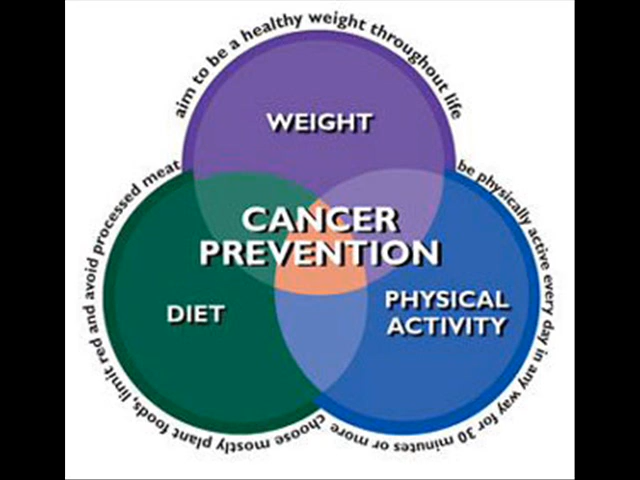 aim to be a healthy weight throughout life
WEIGHT
be physically active every day in any way for 30 minutes or more
CANCER
PREVENTION
PHYSICAL
ACTIVITY
DIET
choose mostly plant foods, limit red and avoid processed meat